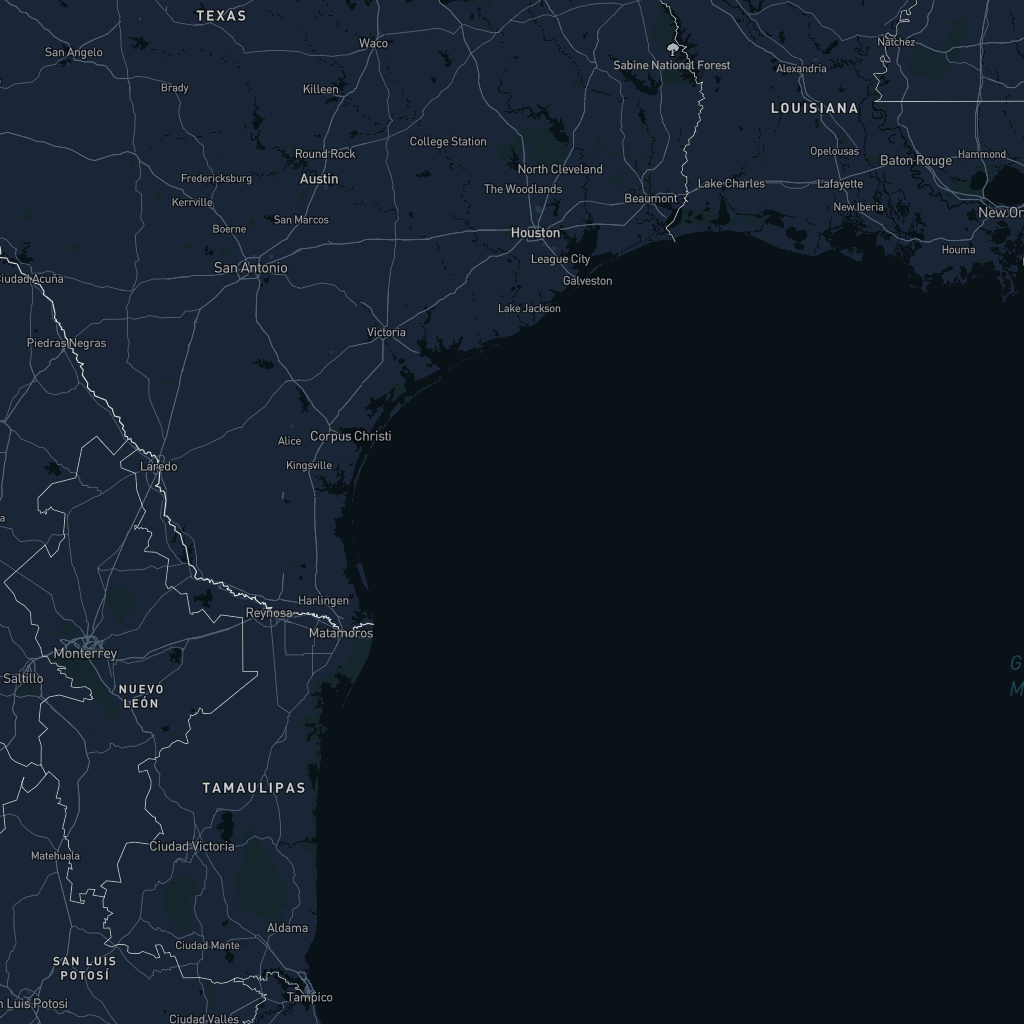 TEXAS
Waco
Natchez
San Angelo
Sabine National Forest
Alexandria
Brady
Killeen
LOUISIANA
College Station
Round Rock
Opelousas
Hammond
Baton Rouge
North Cleveland
Fredericksburg
Austin
The Woodlands
Lake Charles
Lafayette
Kerrville
Beaumont
New Iberia
New Or
San Marcos
Boerne
Houston
Houma
League City
San Antonio
Ciudad Acuña
Galveston
Lake Jackson
Victoria
Piedras Negras
Corpus Christi
Alice
Laredo
Kingsville
a
Harlingen
Reynosa
Matamoros
Monterrey
G
M
Saltillo
NUEVO
LEÓN
TAMAULIPAS
Ciudad Victoria
Matehuala
Aldama
Ciudad Mante
SAN LUIS
POTOSÍ
Tampico
n Luis Potosi
Ciudad Valles